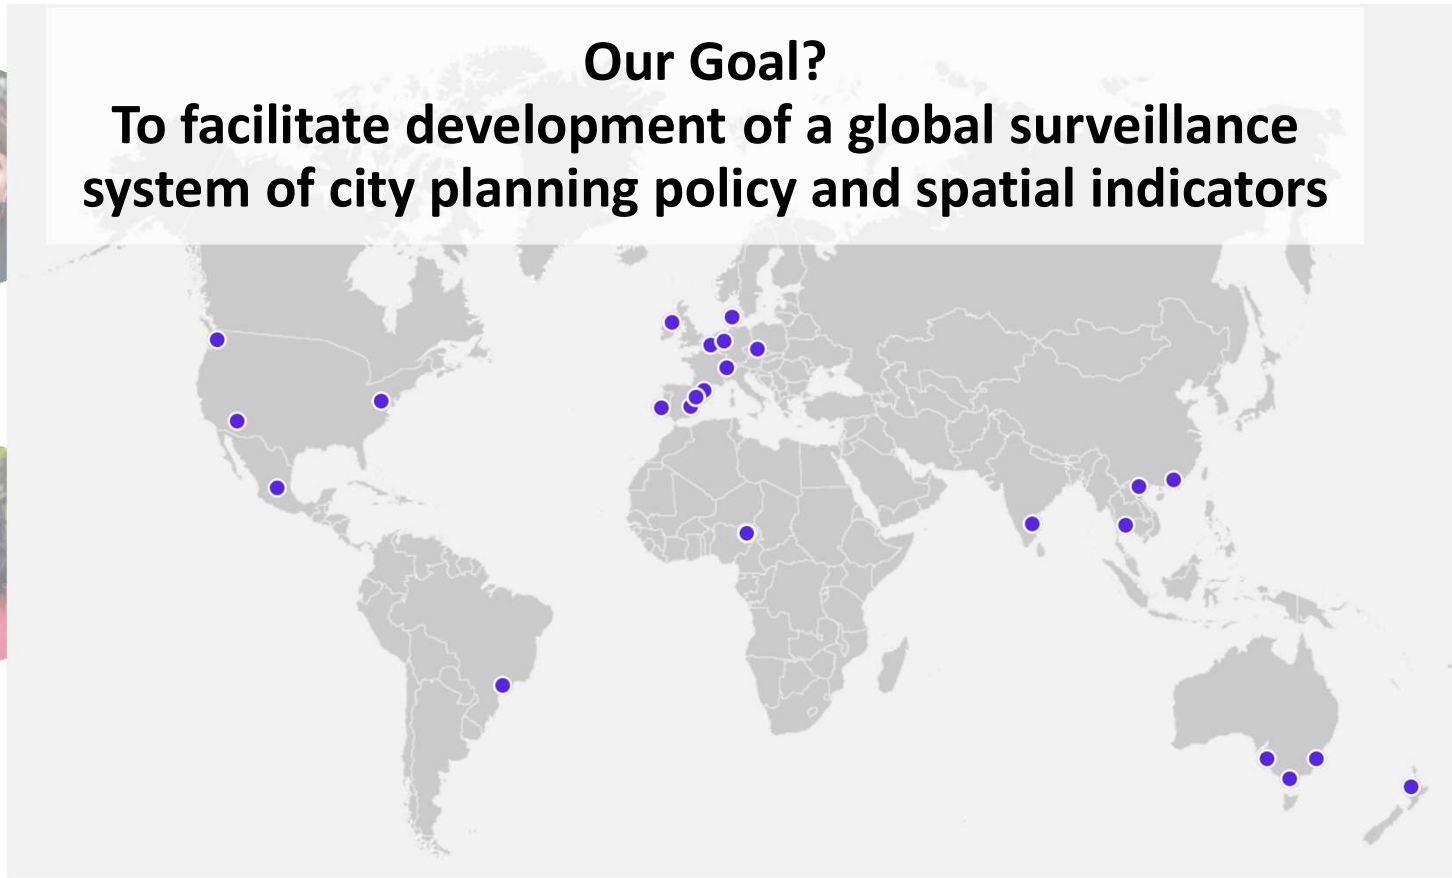 Our Goal?
To facilitate development of a global surveillance
system of city planning policy and spatial indicators